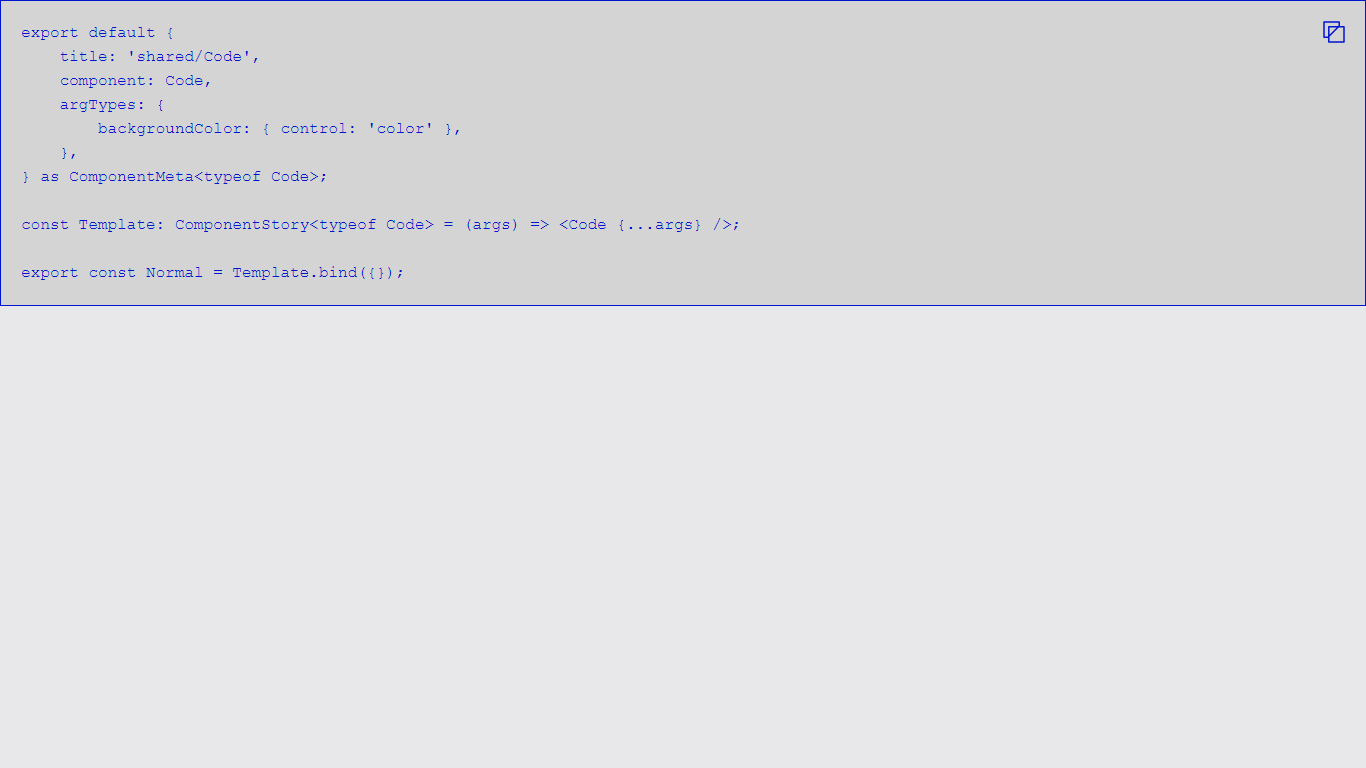 export default {
    title: 'shared/Code',
    component: Code,
    argTypes: {
        backgroundColor: { control: 'color' },
    },
} as ComponentMeta<typeof Code>;

const Template: ComponentStory<typeof Code> = (args) => <Code {...args} />;

export const Normal = Template.bind({});